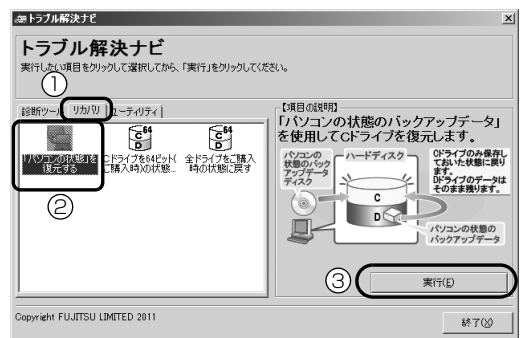 トラブル解決ナビ
トラブル解決ナビ
実行したい項目をクリックして選択してから、「実行」をクリックしてください。
①
診断ツール
リカバリ
ユーティリティ
「パソコンの状態」を
復元する
Cドライブを64ビット(
ご購入時)の状態...
全ドライブをご購入
時の状態に戻す
②
【項目の説明】
「パソコンの状態のバックアップデータ」
を使用してCドライブを復元します。
パソコンの
状態のバック
アップデータ
ディスク
ハードディスク
Cドライブのみ保存し
ておいた状態に戻り
ます。
Dドライブのデータは
そのまま残ります。
C
D
パソコンの状態の
バックアップデータ
③
実行(E)
Copyright FUJITSU LIMITED 2011
終了(X)